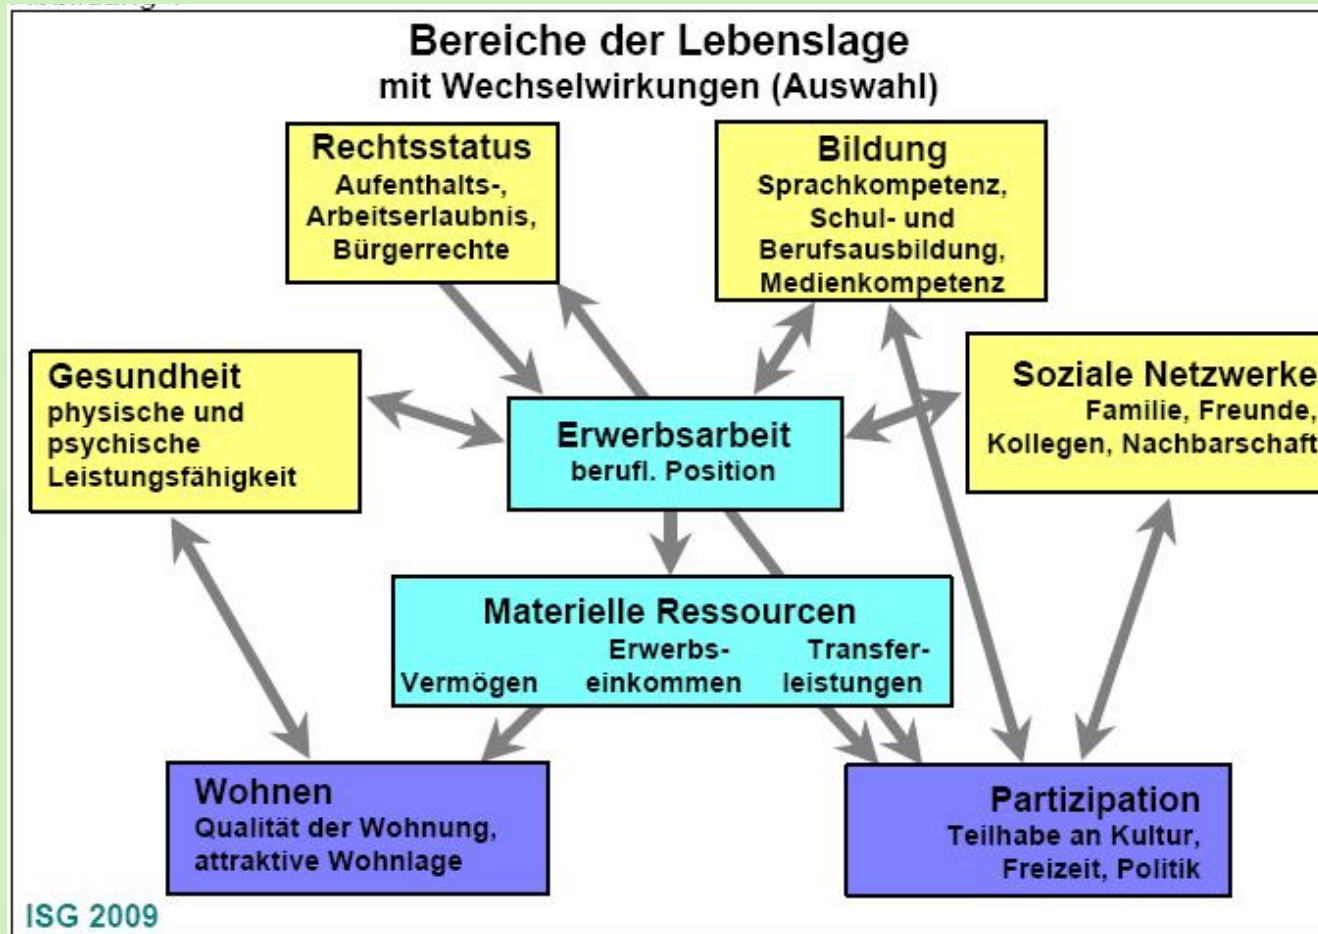 Bereiche der Lebenslage
mit Wechselwirkungen (Auswahl)
Rechtsstatus
Aufenthalts-,
Arbeitserlaubnis,
Bürgerrechte
Bildung
Sprachkompetenz,
Schul- und
Berufsausbildung,
Medienkompetenz
Gesundheit
physische und
psychische
Leistungsfähigkeit
Erwerbsarbeit
berufl. Position
Soziale Netzwerke
Familie, Freunde,
Kollegen, Nachbarschaft
Materielle Ressourcen
Vermögen
Erwerbs-
einkommen
Transfer-
leistungen
Wohnen
Qualität der Wohnung,
attraktive Wohnlage
Partizipation
Teilhabe an Kultur,
Freizeit, Politik
ISG 2009